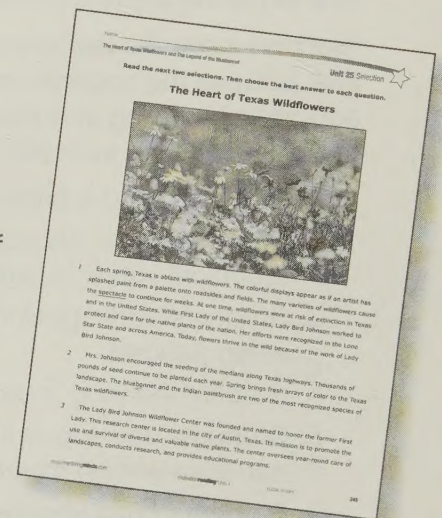 Name
The Heart of Texas Wildflowers and The Legend of the Bluebonnet
Unit 25 Selection
Read the next two selections. Then choose the best answer to each question.
The Heart of Texas Wildflowers
1 Each spring, Texas is ablaze with wildflowers. The colorful displays appear as if an artist has
splashed paint from a palette onto roadsides and fields. The many varieties of wildflowers cause
the spectacle to continue for weeks. At one time, wildflowers were at risk of extinction in Texas
and in the United States. While First Lady of the United States, Lady Bird Johnson worked to
protect and care for the native plants of the nation. Her efforts were recognized in the Lone
Star State and across America. Today, flowers thrive in the wild because of the work of Lady
Bird Johnson.
2 Mrs. Johnson encouraged the seeding of the medians along Texas highways. Thousands of
pounds of seed continue to be planted each year. Spring brings fresh arrays of color to the Texas
landscape. The bluebonnet and the Indian paintbrush are two of the most recognized species of
Texas wildflowers.
3 The Lady Bird Johnson Wildflower Center was founded and named to honor the former First
Lady. This research center is located in the city of Austin, Texas. Its mission is to promote the
use and survival of diverse and valuable native plants. The center oversees year-round care of
landscapes, conducts research, and provides educational programs.